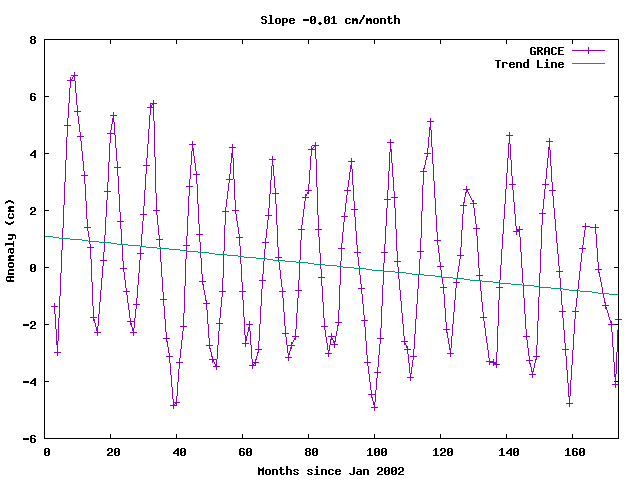 Slope -0.01 cm/month
GRACE
Trend Line
Anomaly (cm)
8
6
4
2
0
-2
-4
-6
0 20 40 60 80 100 120 140 160
Months since Jan 2002